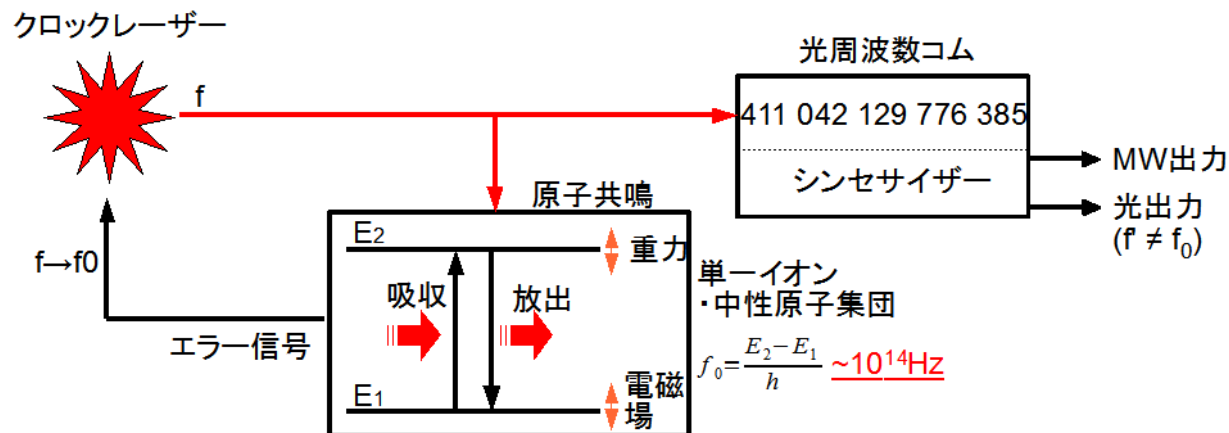 クロックレーザー
光周波数コム
f
411 042 129 776 385
シンセサイザー
MW出力
光出力
(f' ≠ f0)
原子共鳴
E2
重力
f→f0
吸収
放出
単一イオン
・中性原子集団
エラー信号
f0=E2−E1/h ~10^14Hz
E1
電磁
場